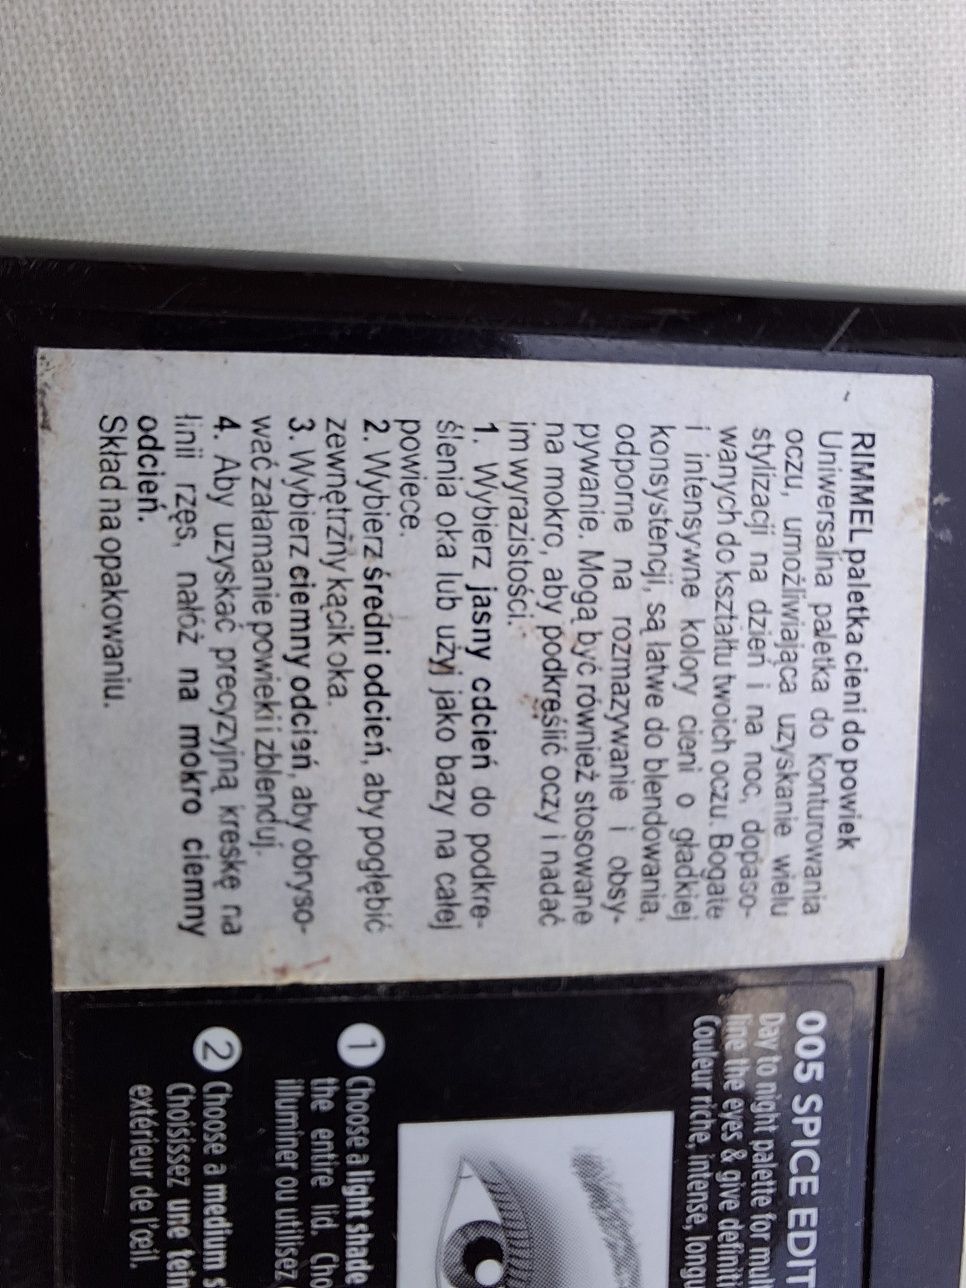 RIMMEL paletka cieni do powiek
Uniwersalna paletka do konturowania
oczu, umożliwiająca uzyskanie wielu
stylizacji na dzień i na noc, dopaso-
wanych do kształtu twoich oczu. Bogate
i intensywne kolory cieni o gładkiej
konsystencji, są łatwe do blendowania,
odporne na rozmazywanie i obsy-
pywanie. Mogą być również stosowane
na mokro, aby podkreślić oczy i nadać
im wyrazistości.
1. Wybierz jasny odcień do podkre-
ślenia oka lub użyj jako bazy na całej
powiece.
2. Wybierz średni odcień, aby pogłębić
zewnętrzny kącik oka.
3. Wybierz ciemny odcień, aby obryso-
wać załamanie powieki i zblenduj.
4. Aby uzyskać precyzyjną kreskę na
linii rzęs, nałóż na mokro ciemny
odcień.
Skład na opakowaniu.
005 SPICE EDIT
Day to night palette for mul
line the eyes & give definiti
Couleur riche, intense, longu
1 Choose a light shade
the entire lid. Cho
illuminer ou utilisez
2 Choose a medium s
Choisissez une tein
extérieur de l'œil.